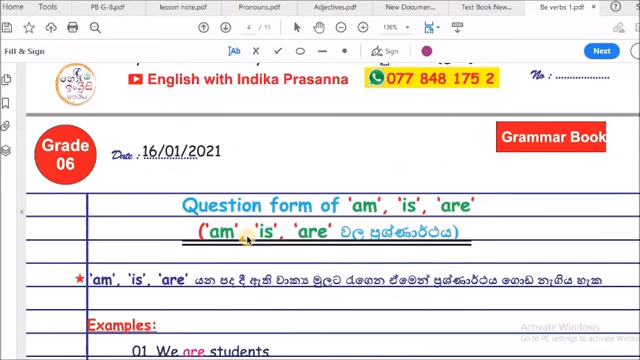 Home Tools PB G-8.pdf lesson note.pdf Pronouns.pdf Adjectives.pdf Text Book New... Text Book New... Be verbs 1.pdf
4 / 11 136%
Fill & Sign Sign Next
හොඳම ඉංග්‍රීසි පන්තිය
English with Indika Prasanna
077 848 175 2
No : ...................
Grade 06
Date : 16/01/2021
Grammar Book
Question form of 'am', 'is', 'are'
('am', 'is', 'are' වල ප්‍රශ්ණාර්ථය)
'am', 'is', 'are' යන පද දී ඇති වාක්‍ය මුලට රැගෙන ඒමෙන් ප්‍රශ්ණාර්ථය ගොඩ නැගිය හැක
Examples:
01 We are students
Activate Windows
Go to PC settings to activate Windows